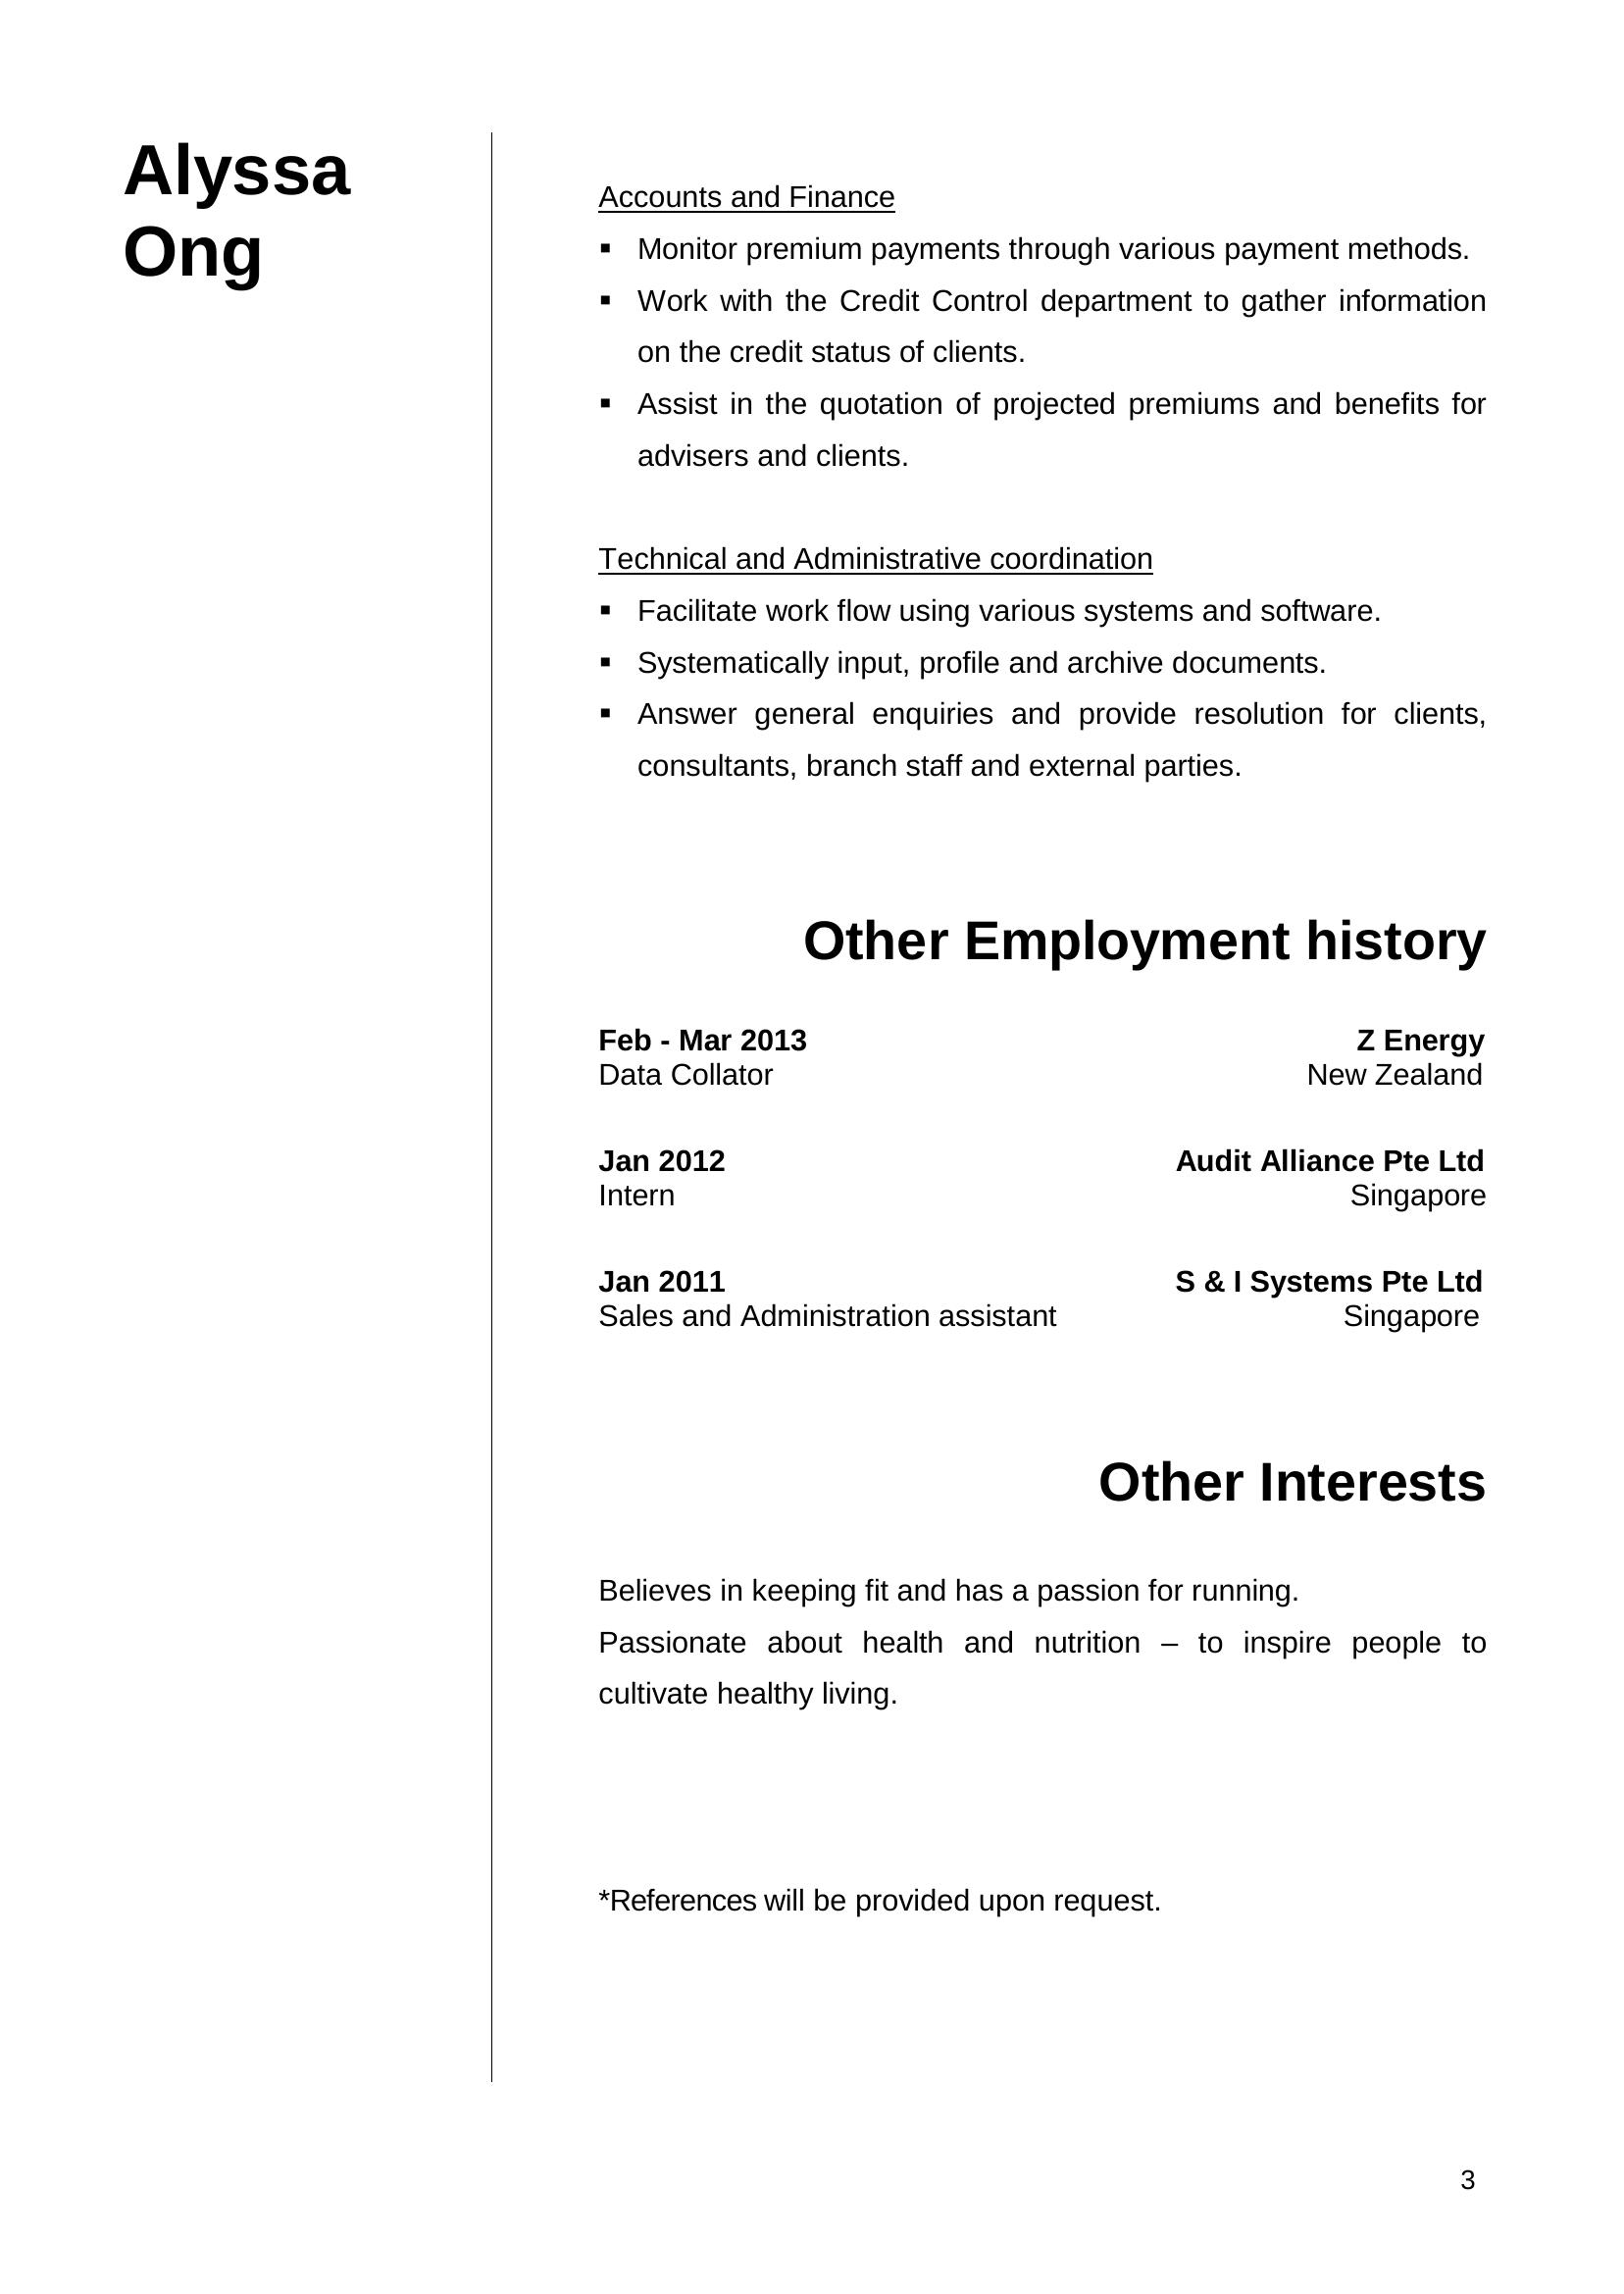 Alyssa
Ong
Accounts and Finance
▪ Monitor premium payments through various payment methods.
▪ Work with the Credit Control department to gather information
on the credit status of clients.
▪ Assist in the quotation of projected premiums and benefits for
advisers and clients.
Technical and Administrative coordination
▪ Facilitate work flow using various systems and software.
▪ Systematically input, profile and archive documents.
▪ Answer general enquiries and provide resolution for clients,
consultants, branch staff and external parties.
Other Employment history
Feb - Mar 2013 Z Energy
Data Collator New Zealand
Jan 2012 Audit Alliance Pte Ltd
Intern Singapore
Jan 2011 S & I Systems Pte Ltd
Sales and Administration assistant Singapore
Other Interests
Believes in keeping fit and has a passion for running.
Passionate about health and nutrition – to inspire people to
cultivate healthy living.
*References will be provided upon request.
3